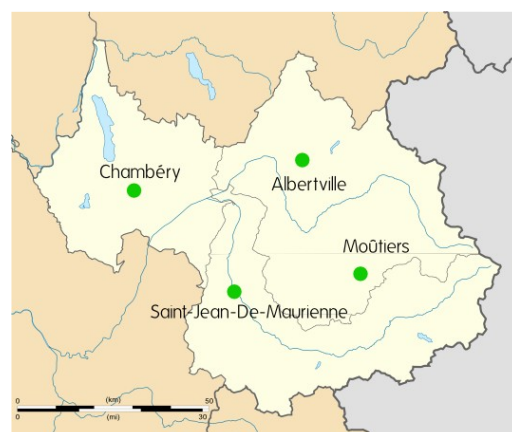 Chambéry
Albertville
Moûtiers
Saint-Jean-De-Maurienne
0 (km) 50
0 (mi) 30